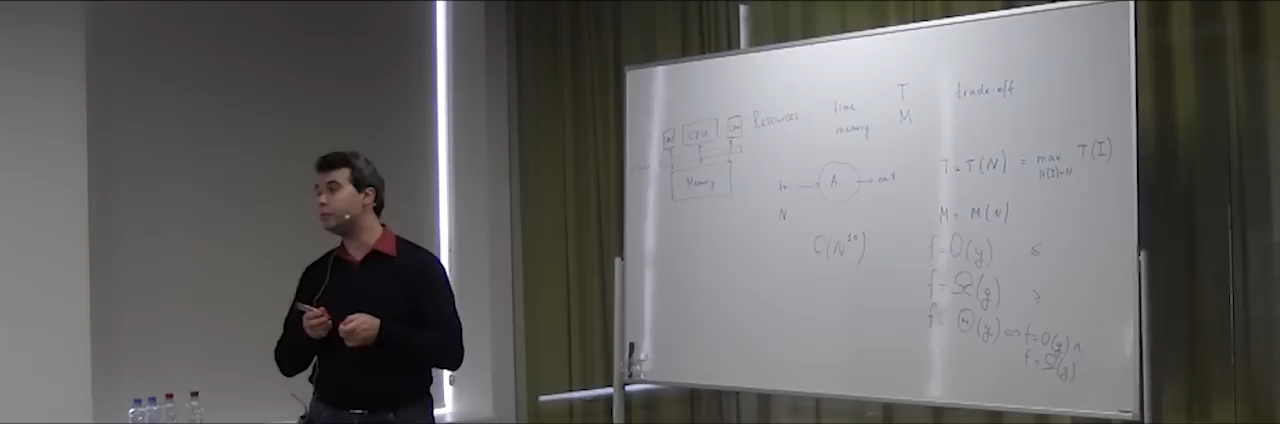 CPU
Memory
Resources
time
T
trade-off
memory
M
in
A
out
N
T = T(N) = max T(I)
N(I)=N
M = M(N)
O(N¹⁰)
f = O(g) ≤
f = Ω(g) ≥
f = Θ(g) ⇔ f = O(g) ∧
f = Ω(g)